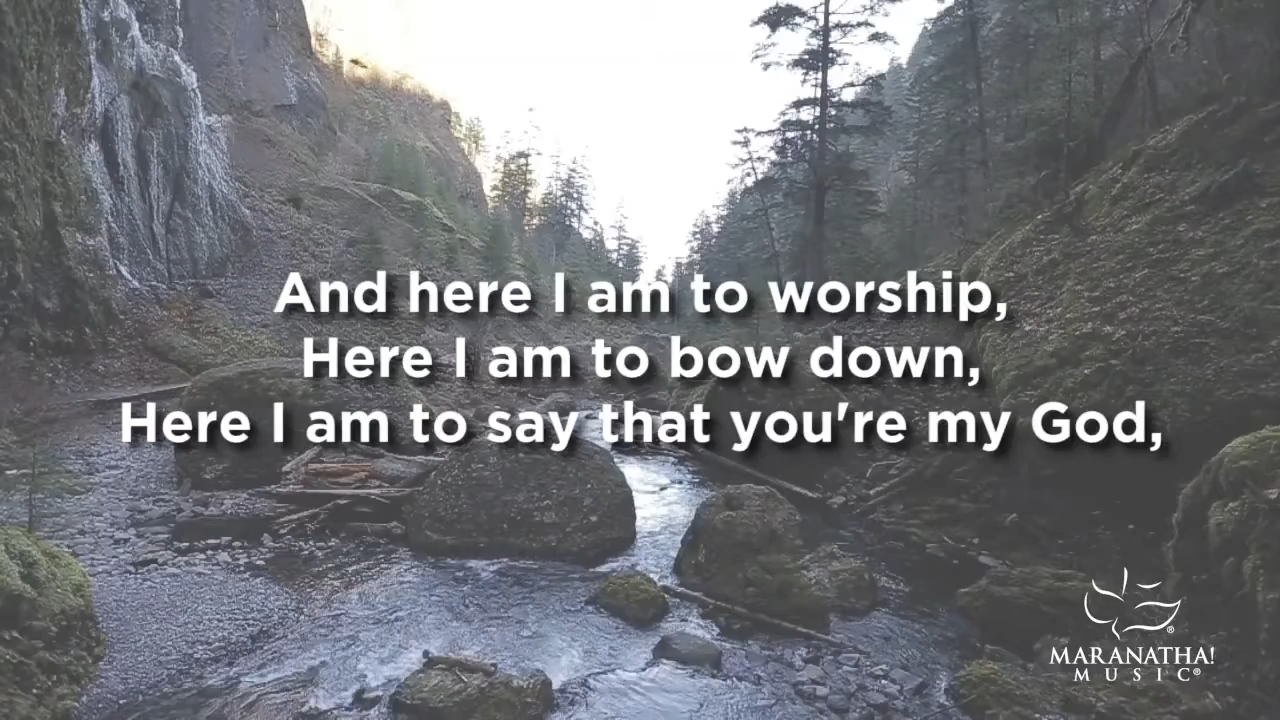 And here I am to worship,
Here I am to bow down,
Here I am to say that you're my God,
MARANATHA!
MUSIC®